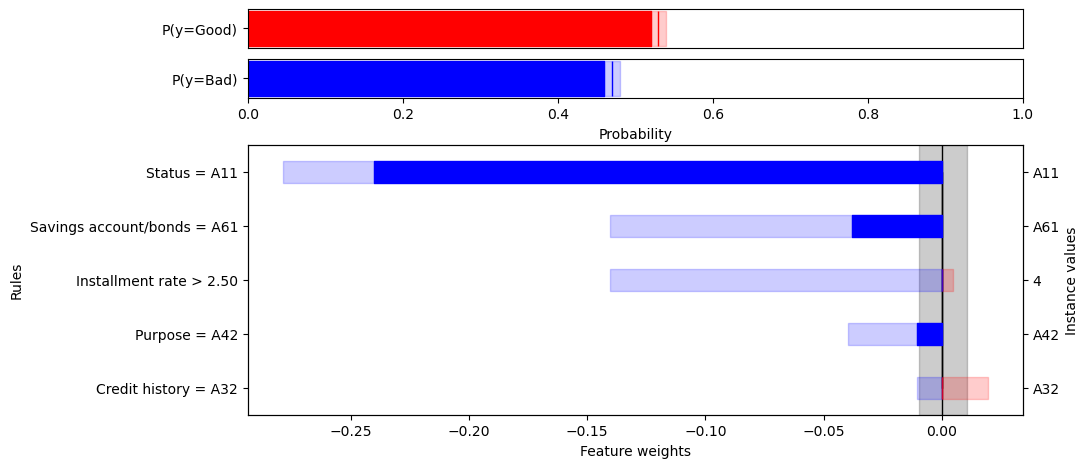 P(y=Good)
P(y=Bad)
0.0 0.2 0.4 0.6 0.8 1.0
Probability
Status = A11 A11
Savings account/bonds = A61 A61
Installment rate > 2.50 4
Purpose = A42 A42
Credit history = A32 A32
Rules
Instance values
−0.25 −0.20 −0.15 −0.10 −0.05 0.00
Feature weights